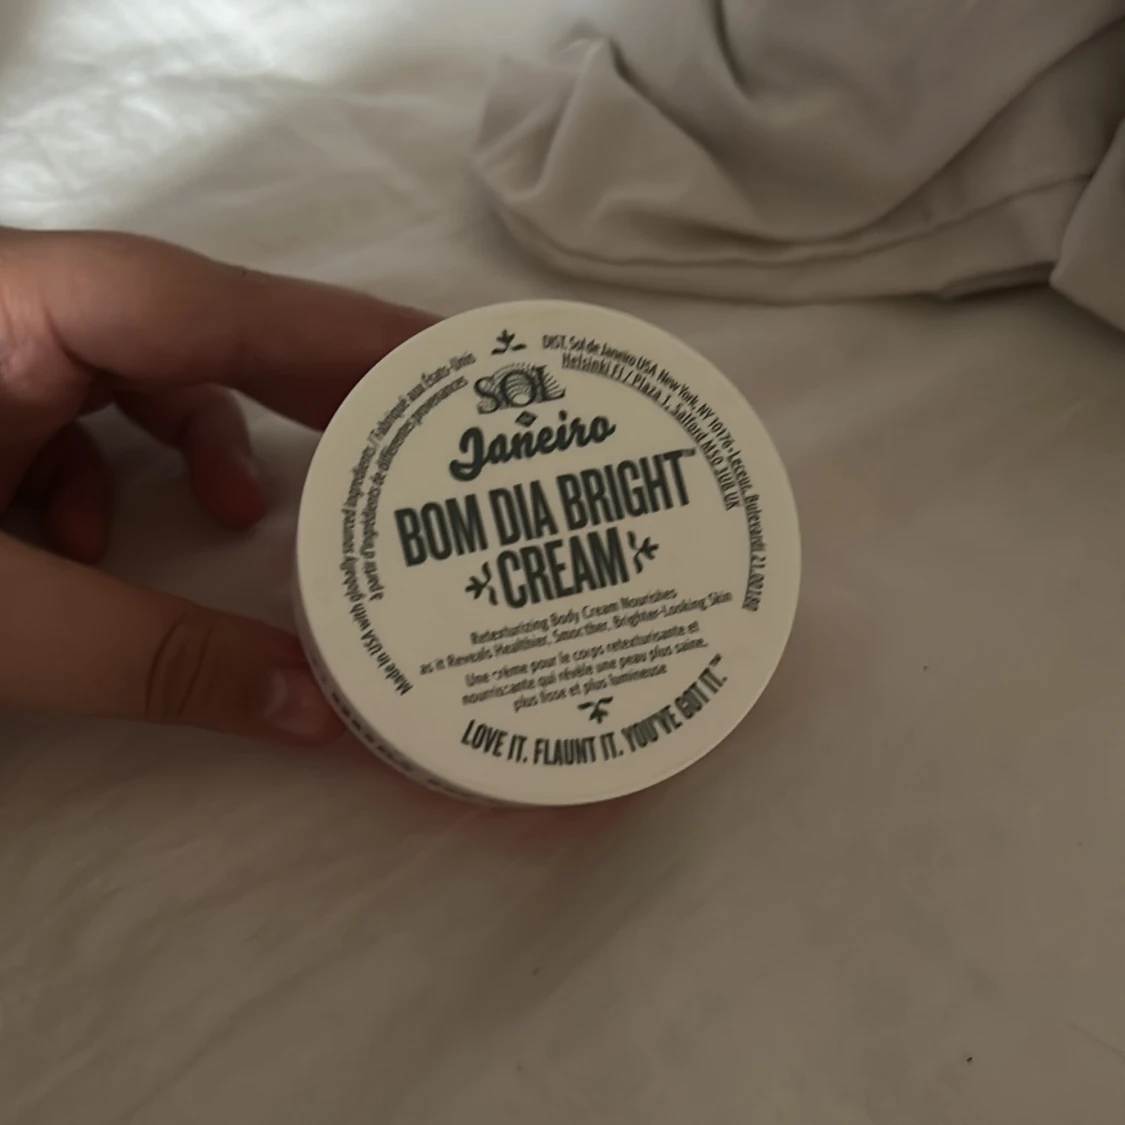 SOL
de
Janeiro
BOM DIA BRIGHT™
CREAM
Retexturizing Body Cream Nourishes
as it Reveals Healthier, Smoother, Brighter-Looking Skin
Une crème pour le corps retexturisante et
nourrissante qui révèle une peau plus saine,
plus lisse et plus lumineuse
LOVE IT. FLAUNT IT. YOU'VE GOT IT.™
Made in USA with globally sourced ingredients / Fabriqué aux États-Unis
à partir d'ingrédients de différentes provenances
DIST. Sol de Janeiro USA New York, NY 10176
Helsinki FI / Plaza 1, Salford M50 3UB UK